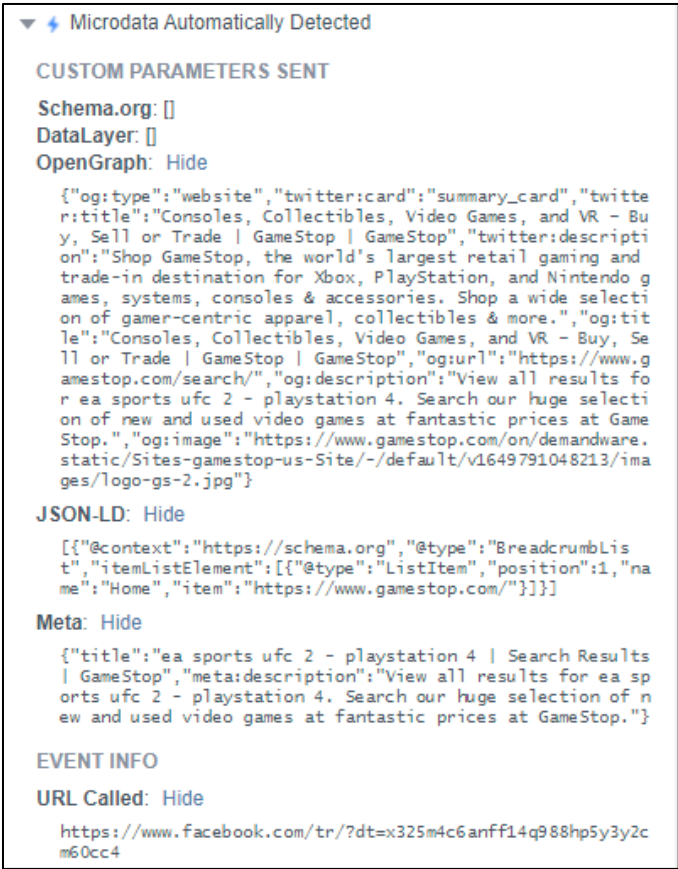 Microdata Automatically Detected
CUSTOM PARAMETERS SENT
Schema.org: []
DataLayer: []
OpenGraph: Hide
{"og:type":"website","twitter:card":"summary_card","twitte
r:title":"Consoles, Collectibles, Video Games, and VR – Bu
y, Sell or Trade | GameStop | GameStop","twitter:descripti
on":"Shop GameStop, the world's largest retail gaming and
trade-in destination for Xbox, PlayStation, and Nintendo g
ames, systems, consoles & accessories. Shop a wide selecti
on of gamer-centric apparel, collectibles & more.","og:tit
le":"Consoles, Collectibles, Video Games, and VR – Buy, Se
ll or Trade | GameStop | GameStop","og:url":"https://www.g
amestop.com/search/","og:description":"View all results fo
r ea sports ufc 2 - playstation 4. Search our huge selecti
on of new and used video games at fantastic prices at Game
Stop.","og:image":"https://www.gamestop.com/on/demandware.
static/Sites-gamestop-us-Site/-/default/v1649791048213/ima
ges/logo-gs-2.jpg"}
JSON-LD: Hide
[{"@context":"https://schema.org","@type":"BreadcrumbLis
t","itemListElement":[{"@type":"ListItem","position":1,"na
me":"Home","item":"https://www.gamestop.com/"}]}]
Meta: Hide
{"title":"ea sports ufc 2 - playstation 4 | Search Results
| GameStop","meta:description":"View all results for ea sp
orts ufc 2 - playstation 4. Search our huge selection of n
ew and used video games at fantastic prices at GameStop."}
EVENT INFO
URL Called: Hide
https://www.facebook.com/tr/?dt=x325m4c6anff14q988hp5y3y2c
m60cc4